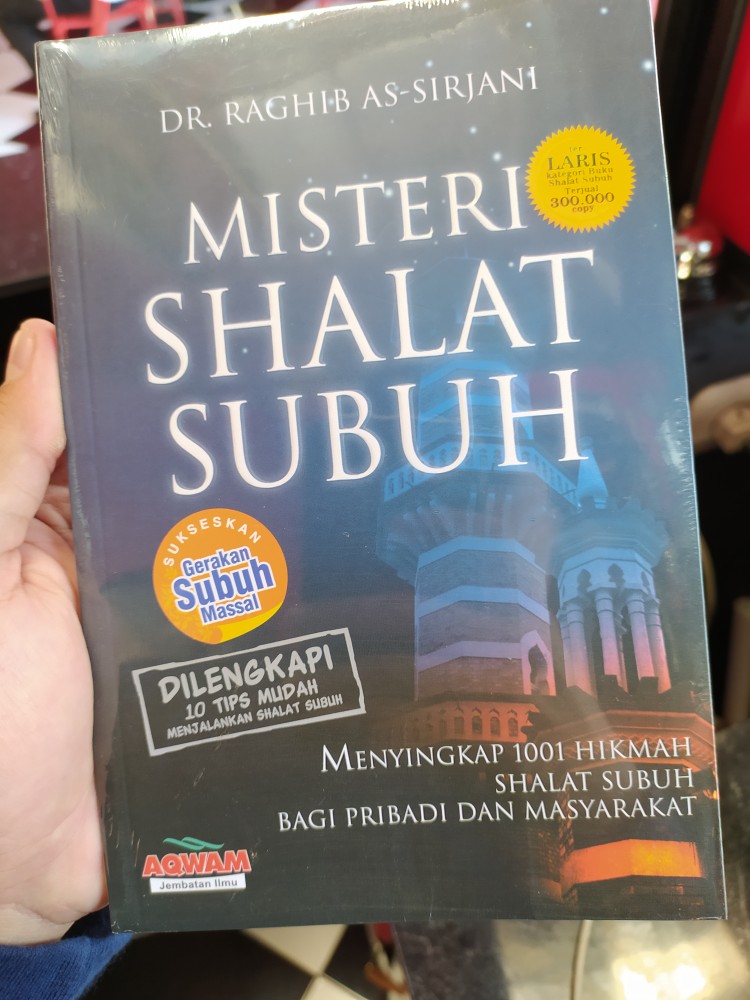 DR. RAGHIB AS-SIRJANI
LARIS
Kategori Buku
Shalat Subuh
Terjual
300.000
copy
MISTERI
SHALAT
SUBUH
SUKSESKAN
Gerakan
Subuh
Massal
DILENGKAPI
10 TIPS MUDAH
MENJALANKAN SHALAT SUBUH
MENYINGKAP 1001 HIKMAH
SHALAT SUBUH
BAGI PRIBADI DAN MASYARAKAT
AQWAM
Jembatan Ilmu